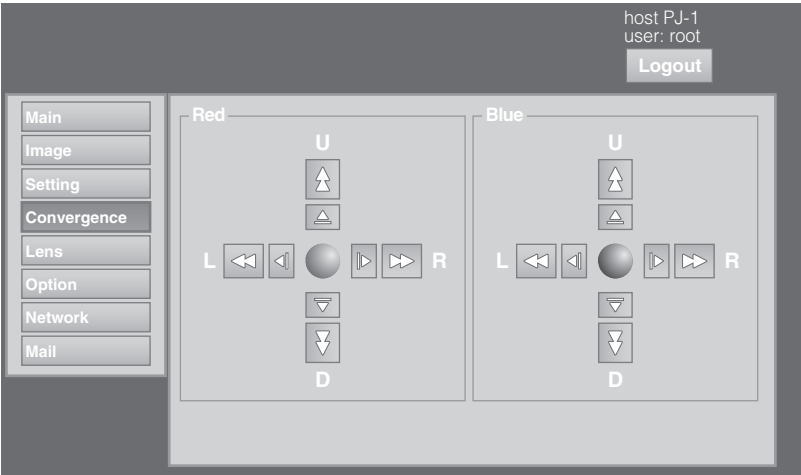 host PJ-1
user: root
Logout
Main
Image
Setting
Convergence
Lens
Option
Network
Mail
Red
U
L
R
D
Blue
U
L
R
D